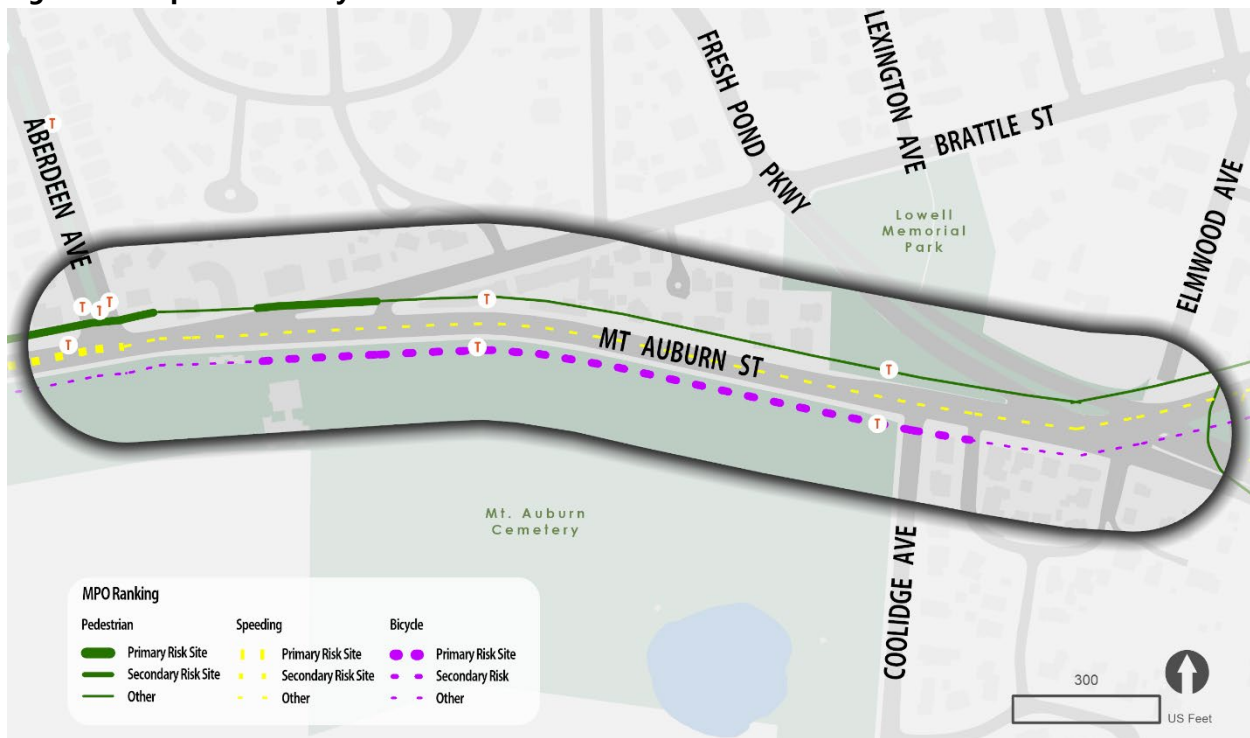 ABERDEEN AVE
FRESH POND PKWY
LEXINGTON AVE
BRATTLE ST
ELMWOOD AVE
Lowell
Memorial
Park
T
T
T
T
T
T
T
T
MT AUBURN ST
Mt. Auburn
Cemetery
COOLIDGE AVE
MPO Ranking
Pedestrian
Primary Risk Site
Secondary Risk Site
Other
Speeding
Primary Risk Site
Secondary Risk Site
Other
Bicycle
Primary Risk Site
Secondary Risk
Other
300
US Feet